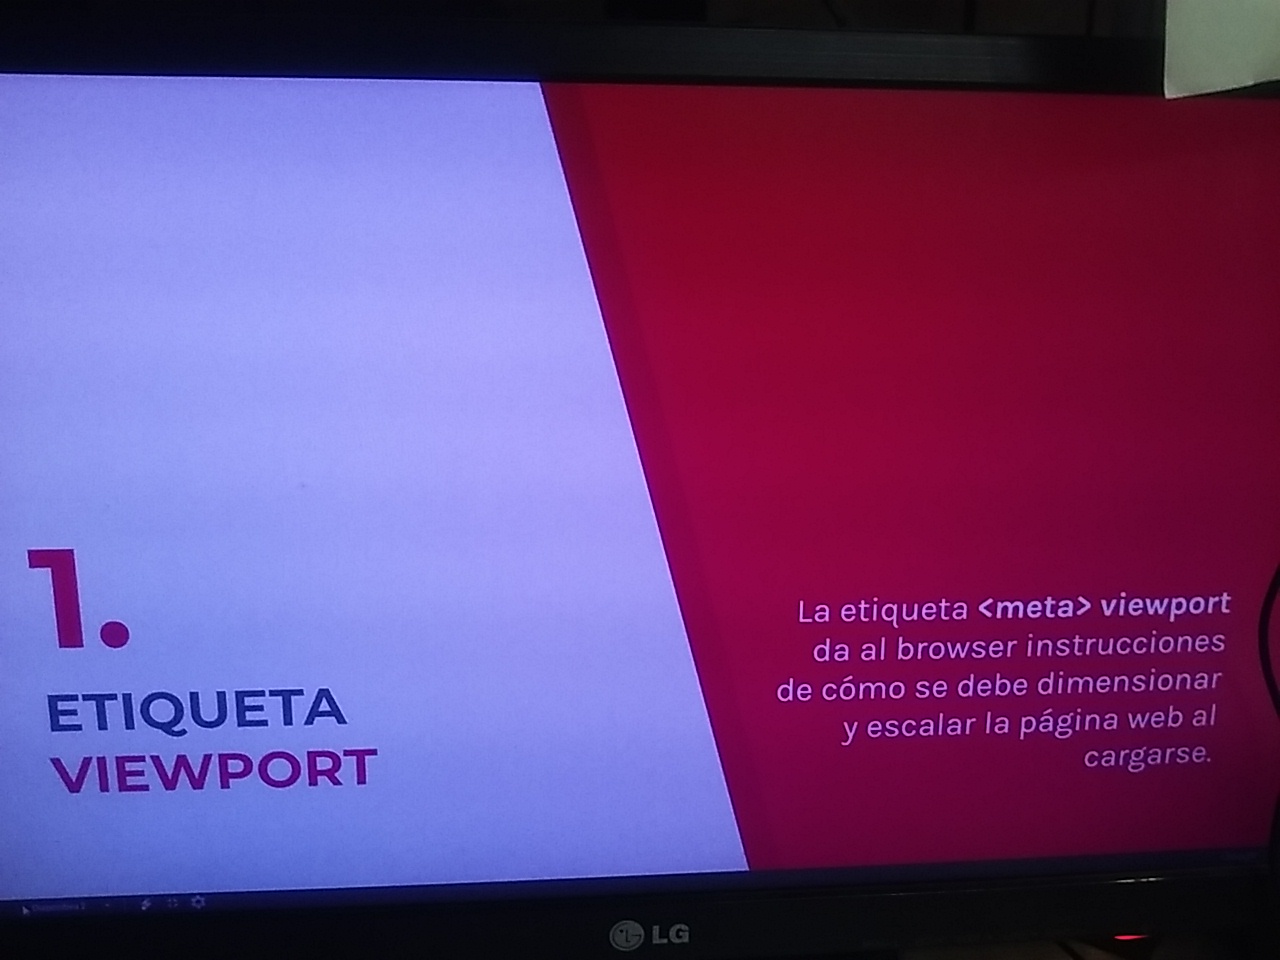 1.
ETIQUETA
VIEWPORT
La etiqueta <meta> viewport
da al browser instrucciones
de cómo se debe dimensionar
y escalar la página web al
cargarse.
LG